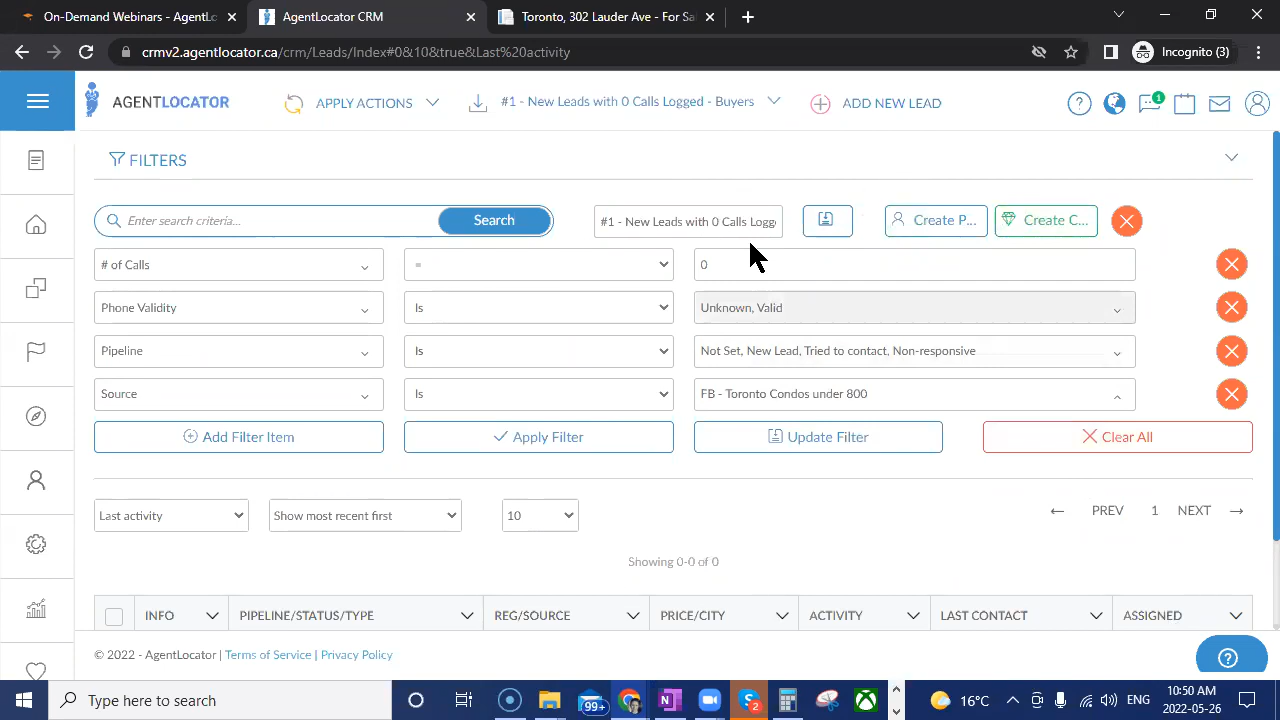 On-Demand Webinars - AgentLo
AgentLocator CRM
Toronto, 302 Lauder Ave - For Sa
crmv2.agentlocator.ca/crm/Leads/Index#0&10&true&Last%20activity
Incognito (3)
AGENTLOCATOR
APPLY ACTIONS
#1 - New Leads with 0 Calls Logged - Buyers
ADD NEW LEAD
1
FILTERS
Enter search criteria...
Search
#1 - New Leads with 0 Calls Logge
Create P...
Create C...
# of Calls
=
0
Phone Validity
Is
Unknown, Valid
Pipeline
Is
Not Set, New Lead, Tried to contact, Non-responsive
Source
Is
FB - Toronto Condos under 800
Add Filter Item
Apply Filter
Update Filter
Clear All
Last activity
Show most recent first
10
PREV
1
NEXT
Showing 0-0 of 0
INFO
PIPELINE/STATUS/TYPE
REG/SOURCE
PRICE/CITY
ACTIVITY
LAST CONTACT
ASSIGNED
© 2022 - AgentLocator | Terms of Service | Privacy Policy
Type here to search
99+
2
16°C
ENG
10:50 AM
2022-05-26